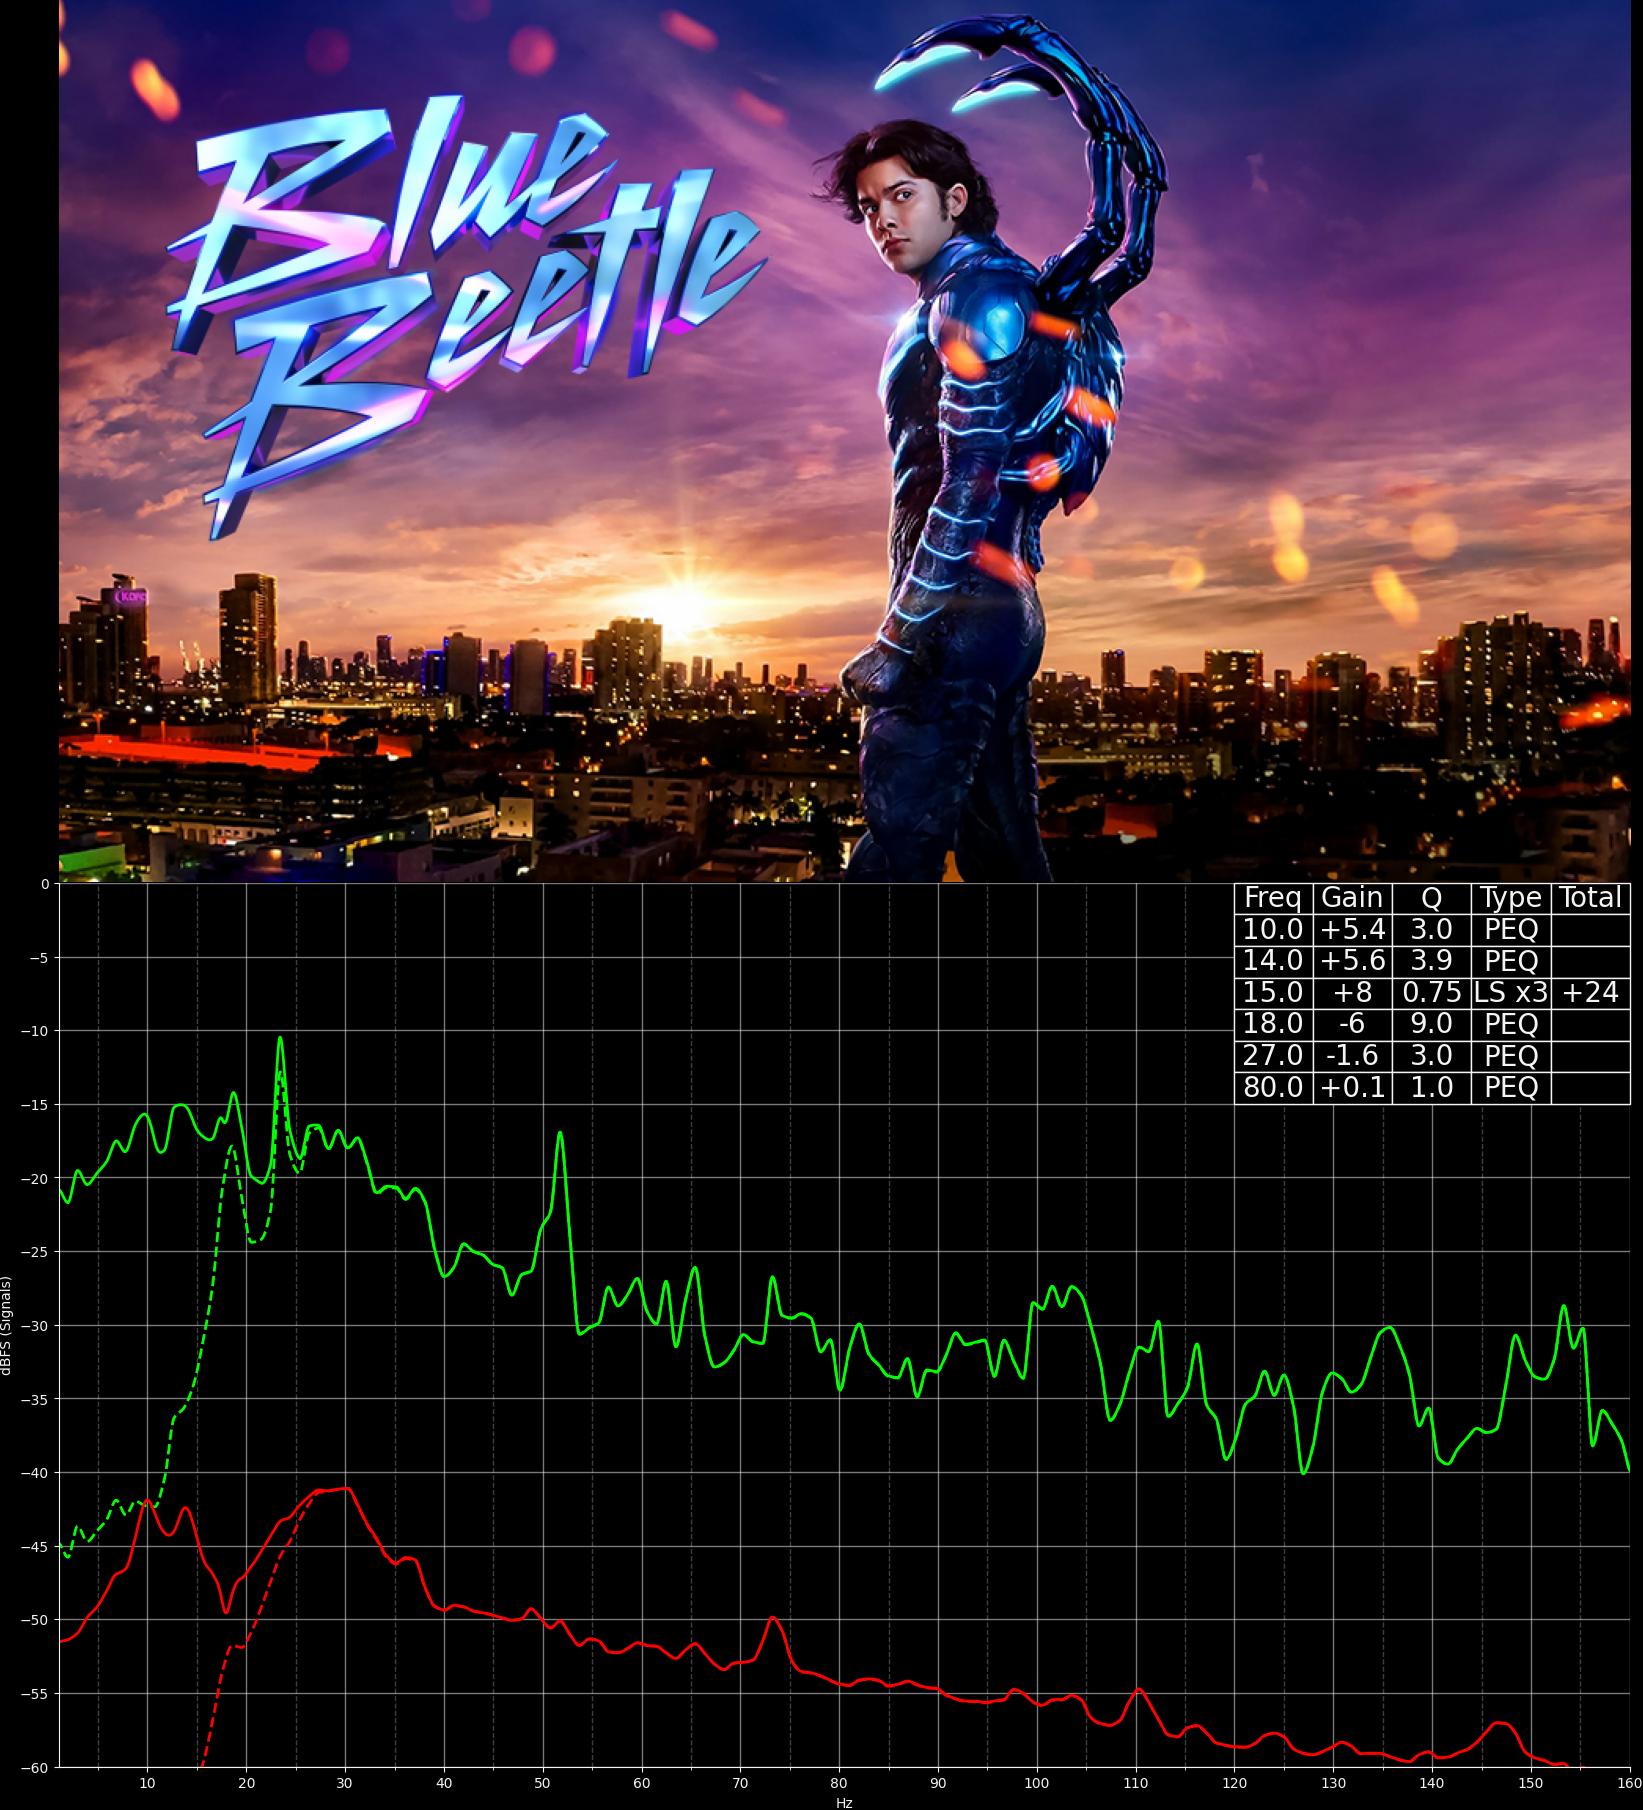 Blue
Beetle
KORD
Freq Gain Q Type Total
10.0 +5.4 3.0 PEQ
14.0 +5.6 3.9 PEQ
15.0 +8 0.75 LS x3 +24
18.0 -6 9.0 PEQ
27.0 -1.6 3.0 PEQ
80.0 +0.1 1.0 PEQ
0
−5
−10
−15
−20
−25
−30
−35
−40
−45
−50
−55
−60
dBFS (Signals)
10 20 30 40 50 60 70 80 90 100 110 120 130 140 150 160
Hz